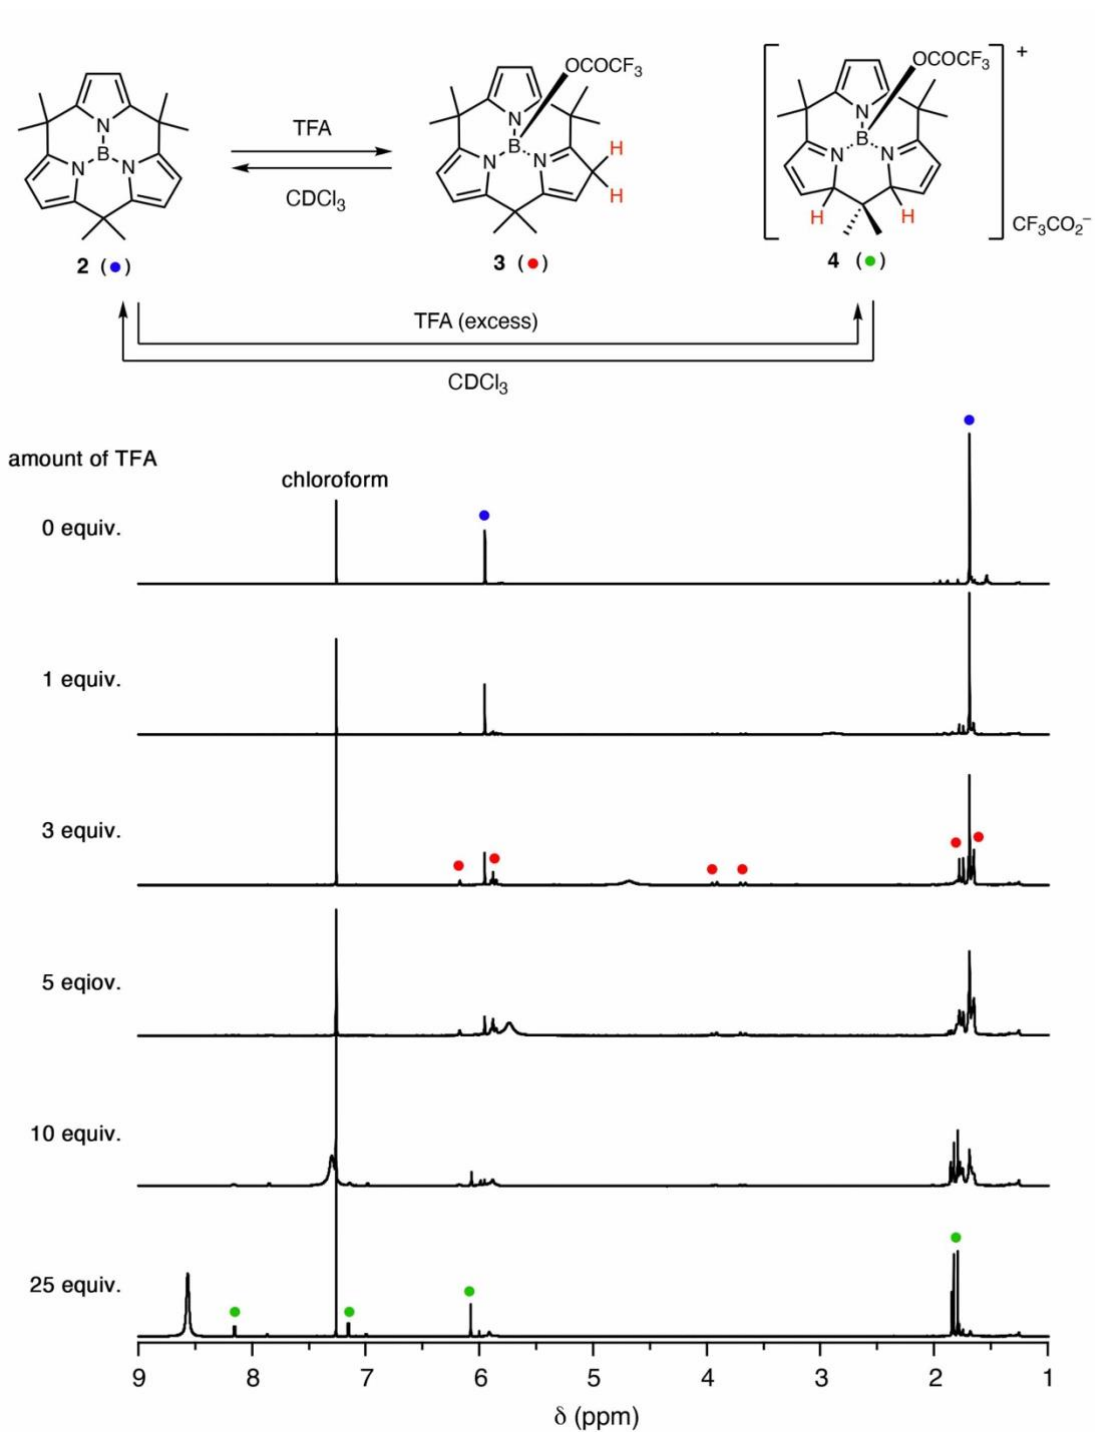 OCOCF3
N
B
N N
H
H
TFA
CDCl3
2 (●)
N
B
N N
3 (●)
OCOCF3
+
N
B
N N
H H
CF3CO2−
4 (●)
TFA (excess)
CDCl3
amount of TFA
chloroform
0 equiv.
1 equiv.
3 equiv.
5 eqiov.
10 equiv.
25 equiv.
9 8 7 6 5 4 3 2 1
δ (ppm)